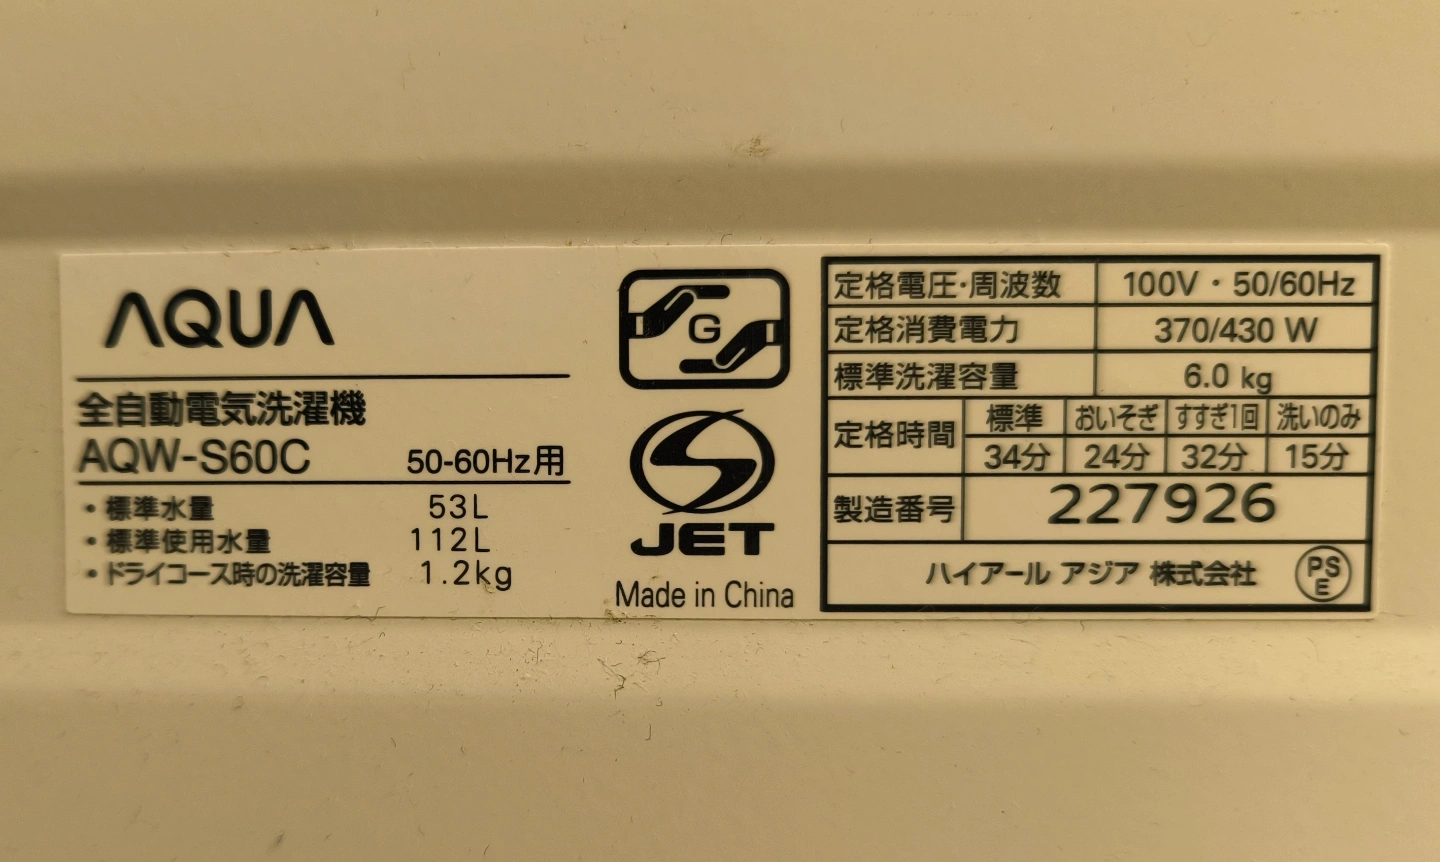 AQUA
全自動電気洗濯機
AQW-S60C 50-60Hz用
・標準水量 53L
・標準使用水量 112L
・ドライコース時の洗濯容量 1.2kg
G
JET
Made in China
定格電圧・周波数 100V・50/60Hz
定格消費電力 370/430 W
標準洗濯容量 6.0 kg
定格時間 標準 おいそぎ すすぎ1回 洗いのみ
34分 24分 32分 15分
製造番号 227926
ハイアール アジア 株式会社 PSE